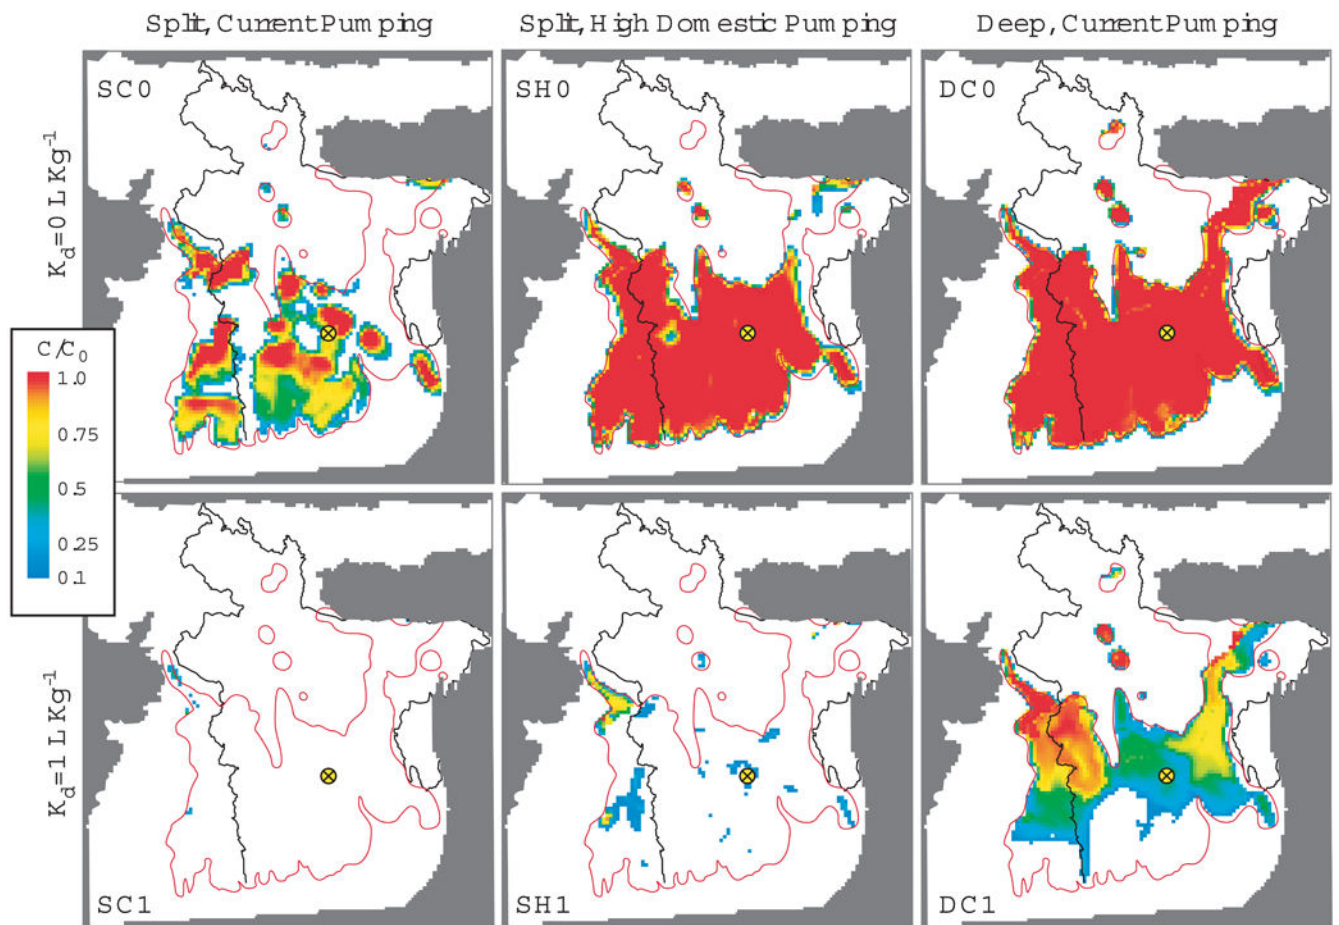 Split, Current Pumping
Split, High Domestic Pumping
Deep, Current Pumping
SC0
SH0
DC0
Kd=0 L Kg-1
C/C0
1.0
0.75
0.5
0.25
0.1
Kd=1 L Kg-1
SC1
SH1
DC1